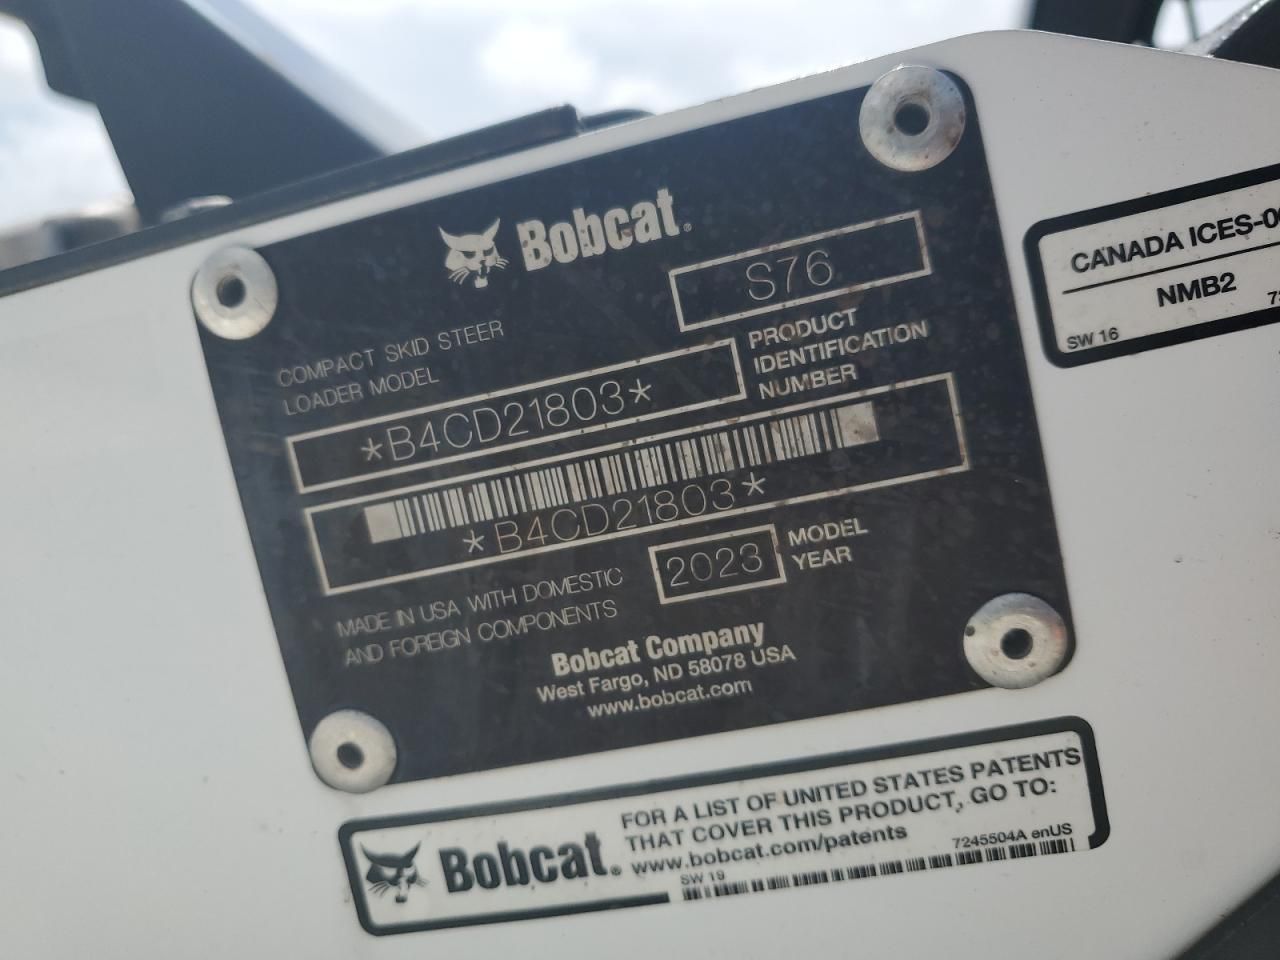 Bobcat®
S76
COMPACT SKID STEER
LOADER MODEL
PRODUCT
IDENTIFICATION
NUMBER
*B4CD21803*
*B4CD21803*
2023
MODEL
YEAR
MADE IN USA WITH DOMESTIC
AND FOREIGN COMPONENTS
Bobcat Company
West Fargo, ND 58078 USA
www.bobcat.com
CANADA ICES-0
NMB2
SW 16
Bobcat®
FOR A LIST OF UNITED STATES PATENTS
THAT COVER THIS PRODUCT, GO TO:
www.bobcat.com/patents
7245504A enUS
SW 19